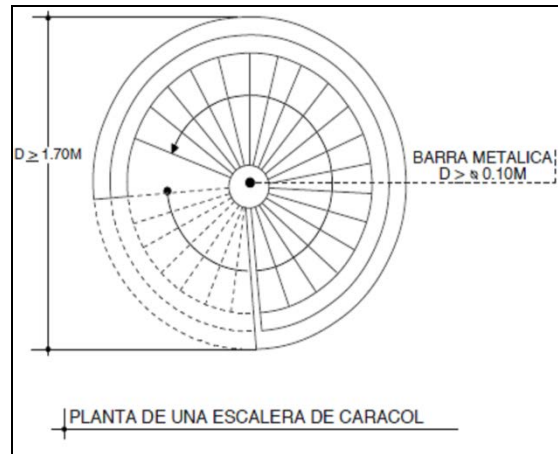 D ≥ 1.70M
BARRA METALICA
D > ⌀ 0.10M
PLANTA DE UNA ESCALERA DE CARACOL